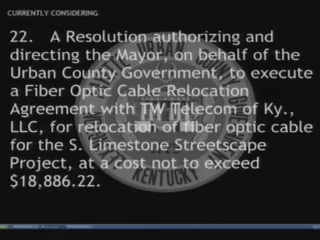 CURRENTLY CONSIDERING
22. A Resolution authorizing and
directing the Mayor, on behalf of the
Urban County Government, to execute
a Fiber Optic Cable Relocation
Agreement with TW Telecom of Ky.,
LLC, for relocation of fiber optic cable
for the S. Limestone Streetscape
Project, at a cost not to exceed
$18,886.22.
URBAN
KENTUCKY